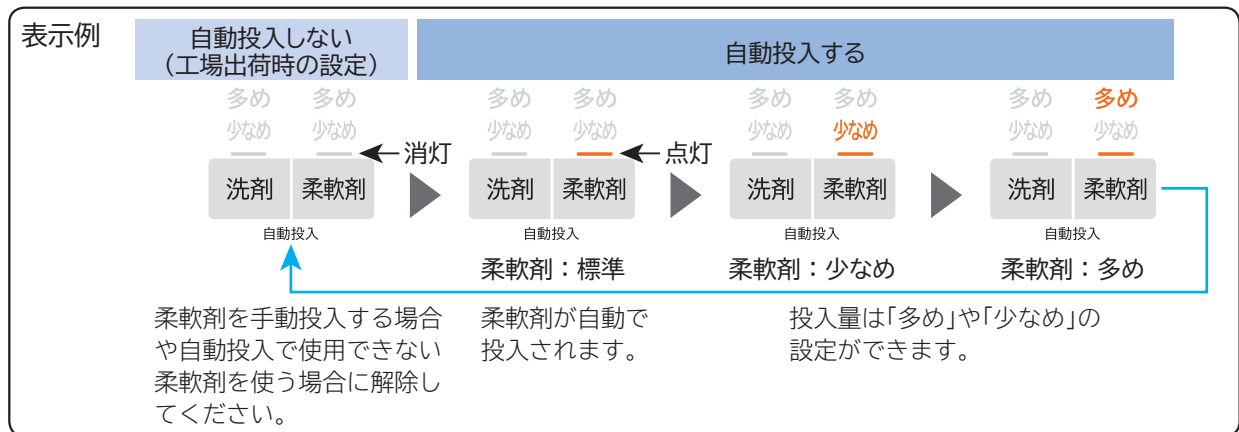 表示例
自動投入しない
（工場出荷時の設定）
自動投入する
多め 多め
少なめ 少なめ
消灯
洗剤 柔軟剤
自動投入
多め 多め
少なめ 少なめ
点灯
洗剤 柔軟剤
自動投入
柔軟剤：標準
多め 多め
少なめ 少なめ
洗剤 柔軟剤
自動投入
柔軟剤：少なめ
多め 多め
少なめ 少なめ
洗剤 柔軟剤
自動投入
柔軟剤：多め
柔軟剤を手動投入する場合
や自動投入で使用できない
柔軟剤を使う場合に解除し
てください。
柔軟剤が自動で
投入されます。
投入量は｢多め｣や｢少なめ｣の
設定ができます。